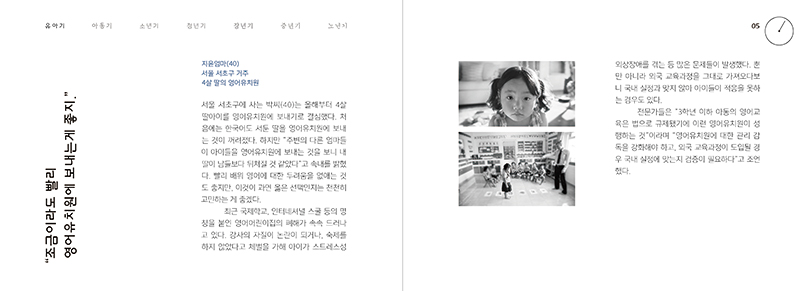 유아기 아동기 소년기 청년기 장년기 중년기 노년기
"조금이라도 빨리
영어유치원에 보내는게 좋지."
지윤엄마(40)
서울 서초구 거주
4살 딸의 영어유치원
서울 서초구에 사는 박씨(40)는 올해부터 4살
딸아이를 영어유치원에 보내기로 결심했다. 처
음에는 한국어도 서툰 딸을 영어유치원에 보내
는 것이 꺼려졌다. 하지만 "주변의 다른 엄마들
이 아이들을 영어유치원에 보내는 것을 보니 내
딸이 남들보다 뒤쳐질 것 같았다"고 속내를 밝혔
다. 빨리 배워 영어에 대한 두려움을 없애는 것
도 좋지만, 이것이 과연 옳은 선택인지는 천천히
고민하는 게 좋겠다.
최근 국제학교, 인터네셔널 스쿨 등의 명
칭을 붙인 영어어린이집의 폐해가 속속 드러나
고 있다. 강사의 자질이 논란이 되거나, 숙제를
하지 않았다고 체벌을 가해 아이가 스트레스성
05
외상장애를 겪는 등 많은 문제들이 발생했다. 뿐
만 아니라 외국 교육과정을 그대로 가져오다보
니 국내 실정과 맞지 않아 아이들이 적응을 못하
는 경우도 있다.
전문가들은 "3학년 이하 아동의 영어교
육은 법으로 규제됐기에 이런 영어유치원이 성
행하는 것"이라며 "영어유치원에 대한 관리 감
독을 강화해야 하고, 외국 교육과정이 도입될 경
우 국내 실정에 맞는지 검증이 필요하다"고 조언
했다.